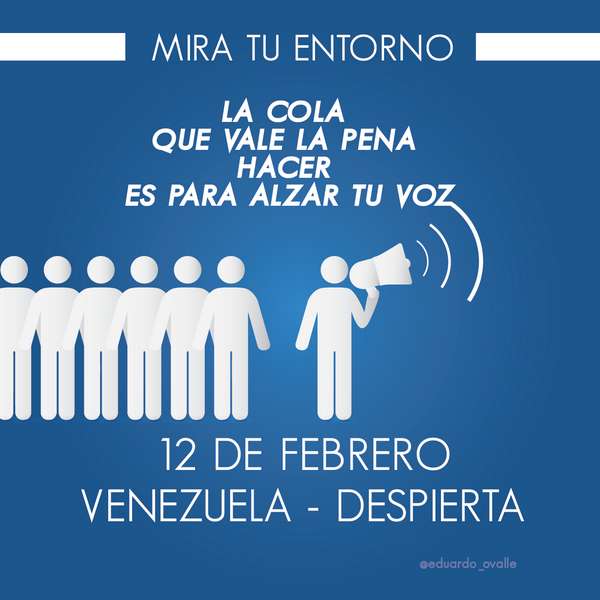 MIRA TU ENTORNO
LA COLA
QUE VALE LA PENA
HACER
ES PARA ALZAR TU VOZ
12 DE FEBRERO
VENEZUELA - DESPIERTA
@eduardo_ovalle